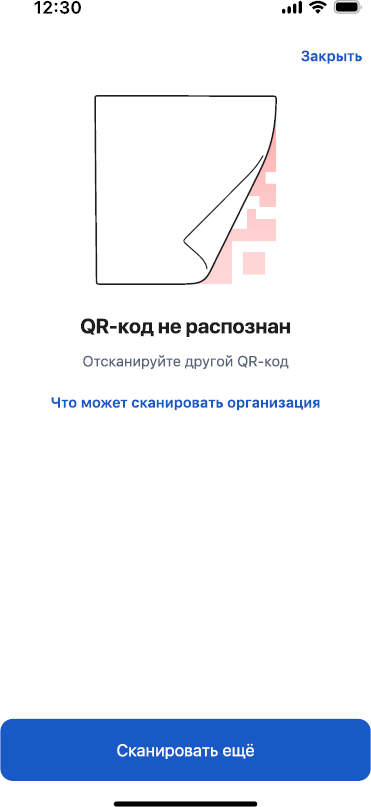 12:30
Закрыть
QR-код не распознан
Отсканируйте другой QR-код
Что может сканировать организация
Сканировать ещё